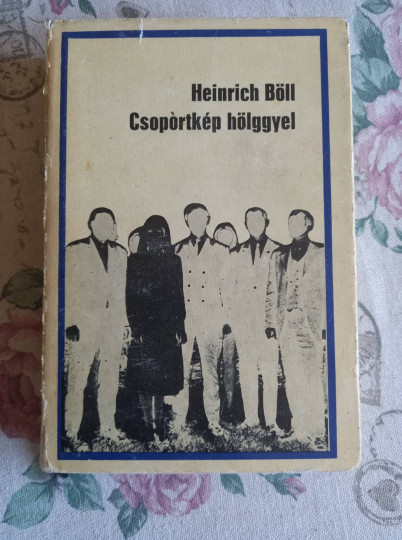 Heinrich Böll
Csopòrtkép hölggyel